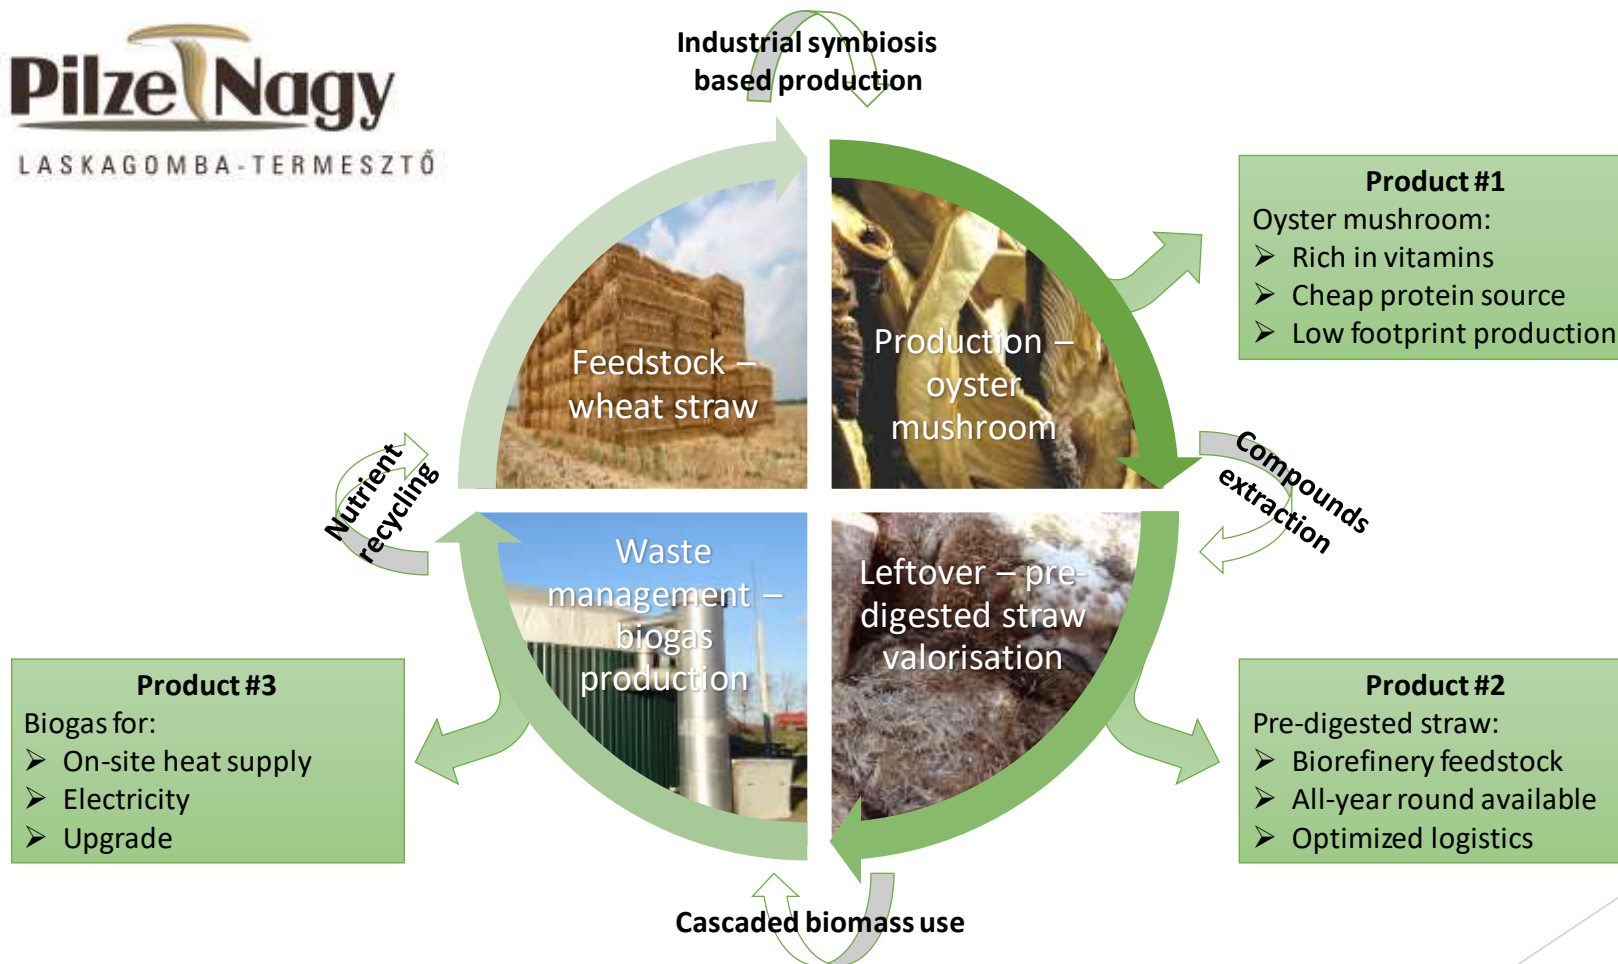 Pilze Nagy
LASKAGOMBA-TERMESZTŐ
Industrial symbiosis
based production
Product #1
Oyster mushroom:
➢ Rich in vitamins
➢ Cheap protein source
➢ Low footprint production
Feedstock –
wheat straw
Production –
oyster
mushroom
Nutrient
recycling
Compounds
extraction
Waste
management –
biogas
production
Leftover – pre-
digested straw
valorisation
Product #3
Biogas for:
➢ On-site heat supply
➢ Electricity
➢ Upgrade
Product #2
Pre-digested straw:
➢ Biorefinery feedstock
➢ All-year round available
➢ Optimized logistics
Cascaded biomass use